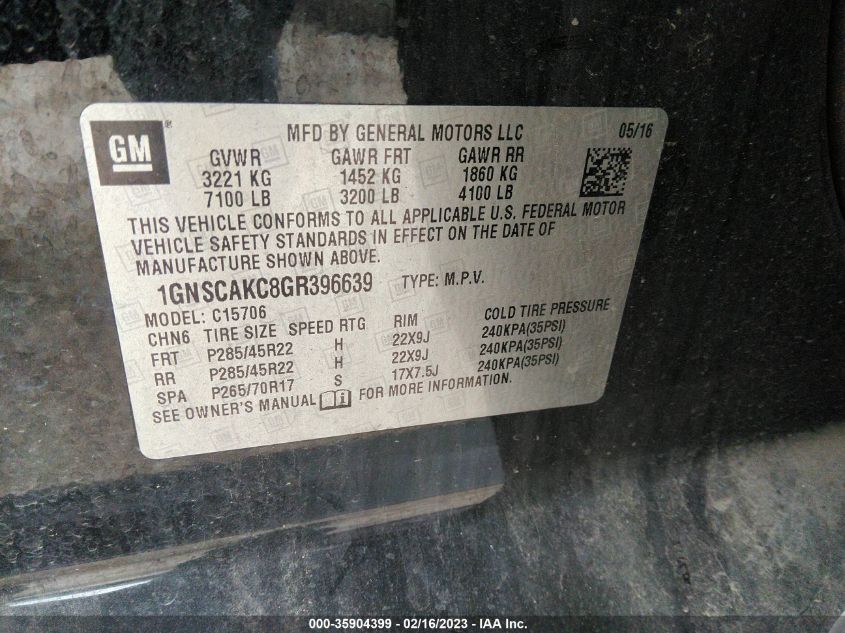 GM ®
MFD BY GENERAL MOTORS LLC 05/16
GVWR GAWR FRT GAWR RR
3221 KG 1452 KG 1860 KG
7100 LB 3200 LB 4100 LB
THIS VEHICLE CONFORMS TO ALL APPLICABLE U.S. FEDERAL MOTOR
VEHICLE SAFETY STANDARDS IN EFFECT ON THE DATE OF
MANUFACTURE SHOWN ABOVE.
1GNSCAKC8GR396639 TYPE: M.P.V.
MODEL: C15706
CHN6 TIRE SIZE SPEED RTG RIM COLD TIRE PRESSURE
FRT P285/45R22 H 22X9J 240KPA(35PSI)
RR P285/45R22 H 22X9J 240KPA(35PSI)
SPA P265/70R17 S 17X7.5J 240KPA(35PSI)
SEE OWNER'S MANUAL i FOR MORE INFORMATION.
000-35904399 - 02/16/2023 - IAA Inc.